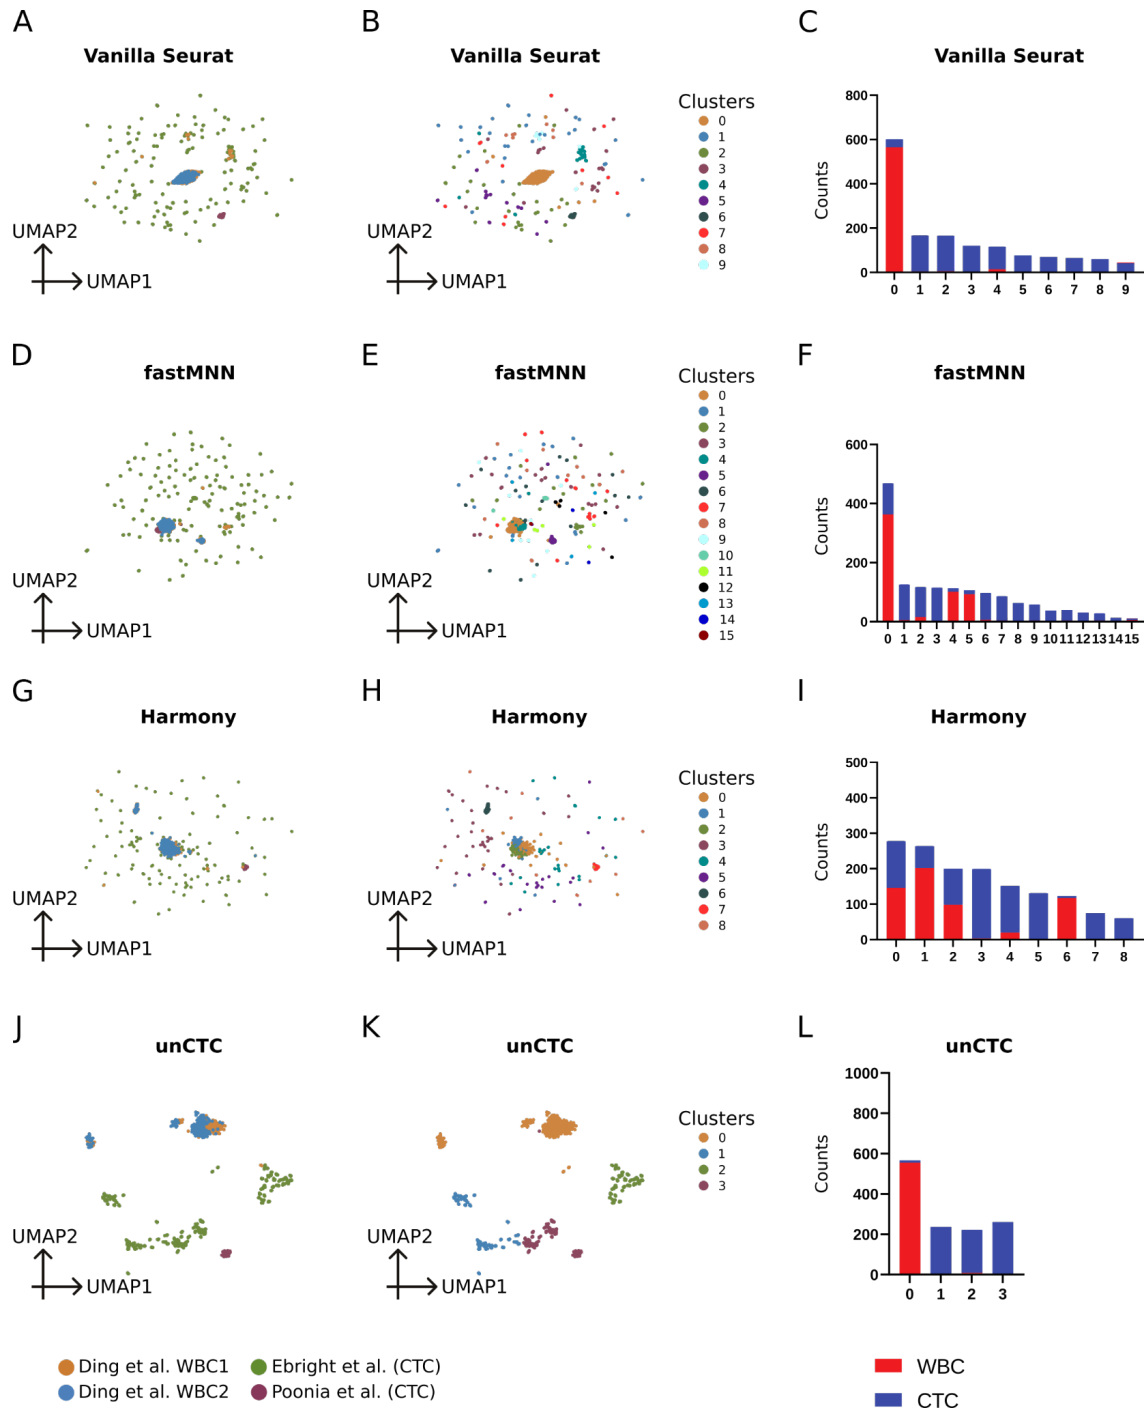 A
B
C
Vanilla Seurat
Vanilla Seurat
Vanilla Seurat
Clusters
0
1
2
3
4
5
6
7
8
9
UMAP2
UMAP1
UMAP2
UMAP1
Counts
800
600
400
200
0
0 1 2 3 4 5 6 7 8 9
D
E
F
fastMNN
fastMNN
fastMNN
Clusters
0
1
2
3
4
5
6
7
8
9
10
11
12
13
14
15
UMAP2
UMAP1
UMAP2
UMAP1
Counts
600
400
200
0
0 1 2 3 4 5 6 7 8 9 10 11 12 13 14 15
G
H
I
Harmony
Harmony
Harmony
Clusters
0
1
2
3
4
5
6
7
8
UMAP2
UMAP1
UMAP2
UMAP1
Counts
500
400
300
200
100
0
0 1 2 3 4 5 6 7 8
J
K
L
unCTC
unCTC
unCTC
Clusters
0
1
2
3
UMAP2
UMAP1
UMAP2
UMAP1
Counts
1000
800
600
400
200
0
0 1 2 3
Ding et al. WBC1
Ebright et al. (CTC)
Ding et al. WBC2
Poonia et al. (CTC)
WBC
CTC